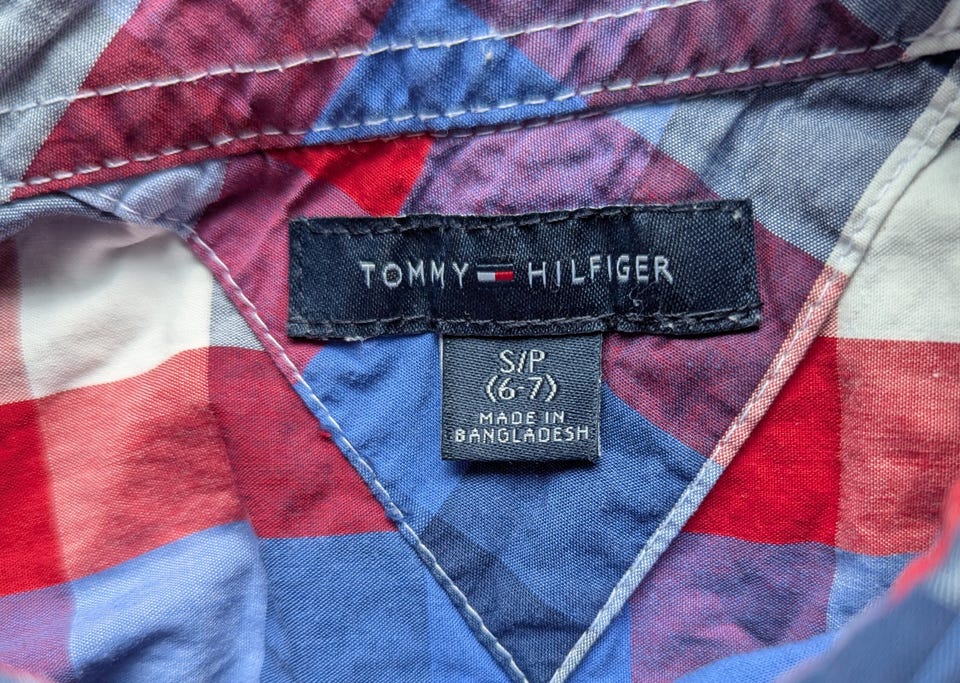 TOMMY HILFIGER
S/P
(6-7)
MADE IN
BANGLADESH